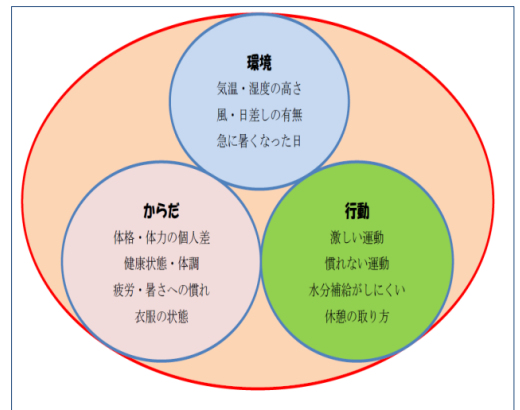 環境
気温・湿度の高さ
風・日差しの有無
急に暑くなった日
からだ
体格・体力の個人差
健康状態・体調
疲労・暑さへの慣れ
衣服の状態
行動
激しい運動
慣れない運動
水分補給がしにくい
休憩の取り方